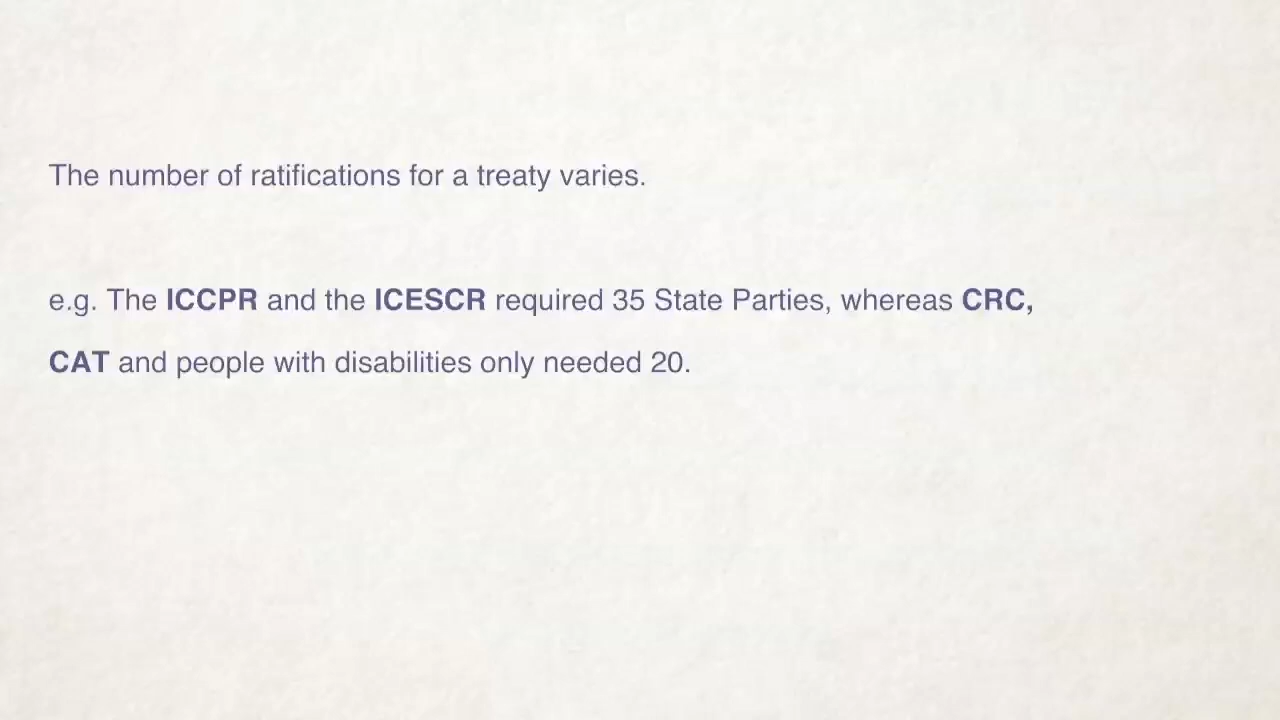 The number of ratifications for a treaty varies.
e.g. The ICCPR and the ICESCR required 35 State Parties, whereas CRC,
CAT and people with disabilities only needed 20.